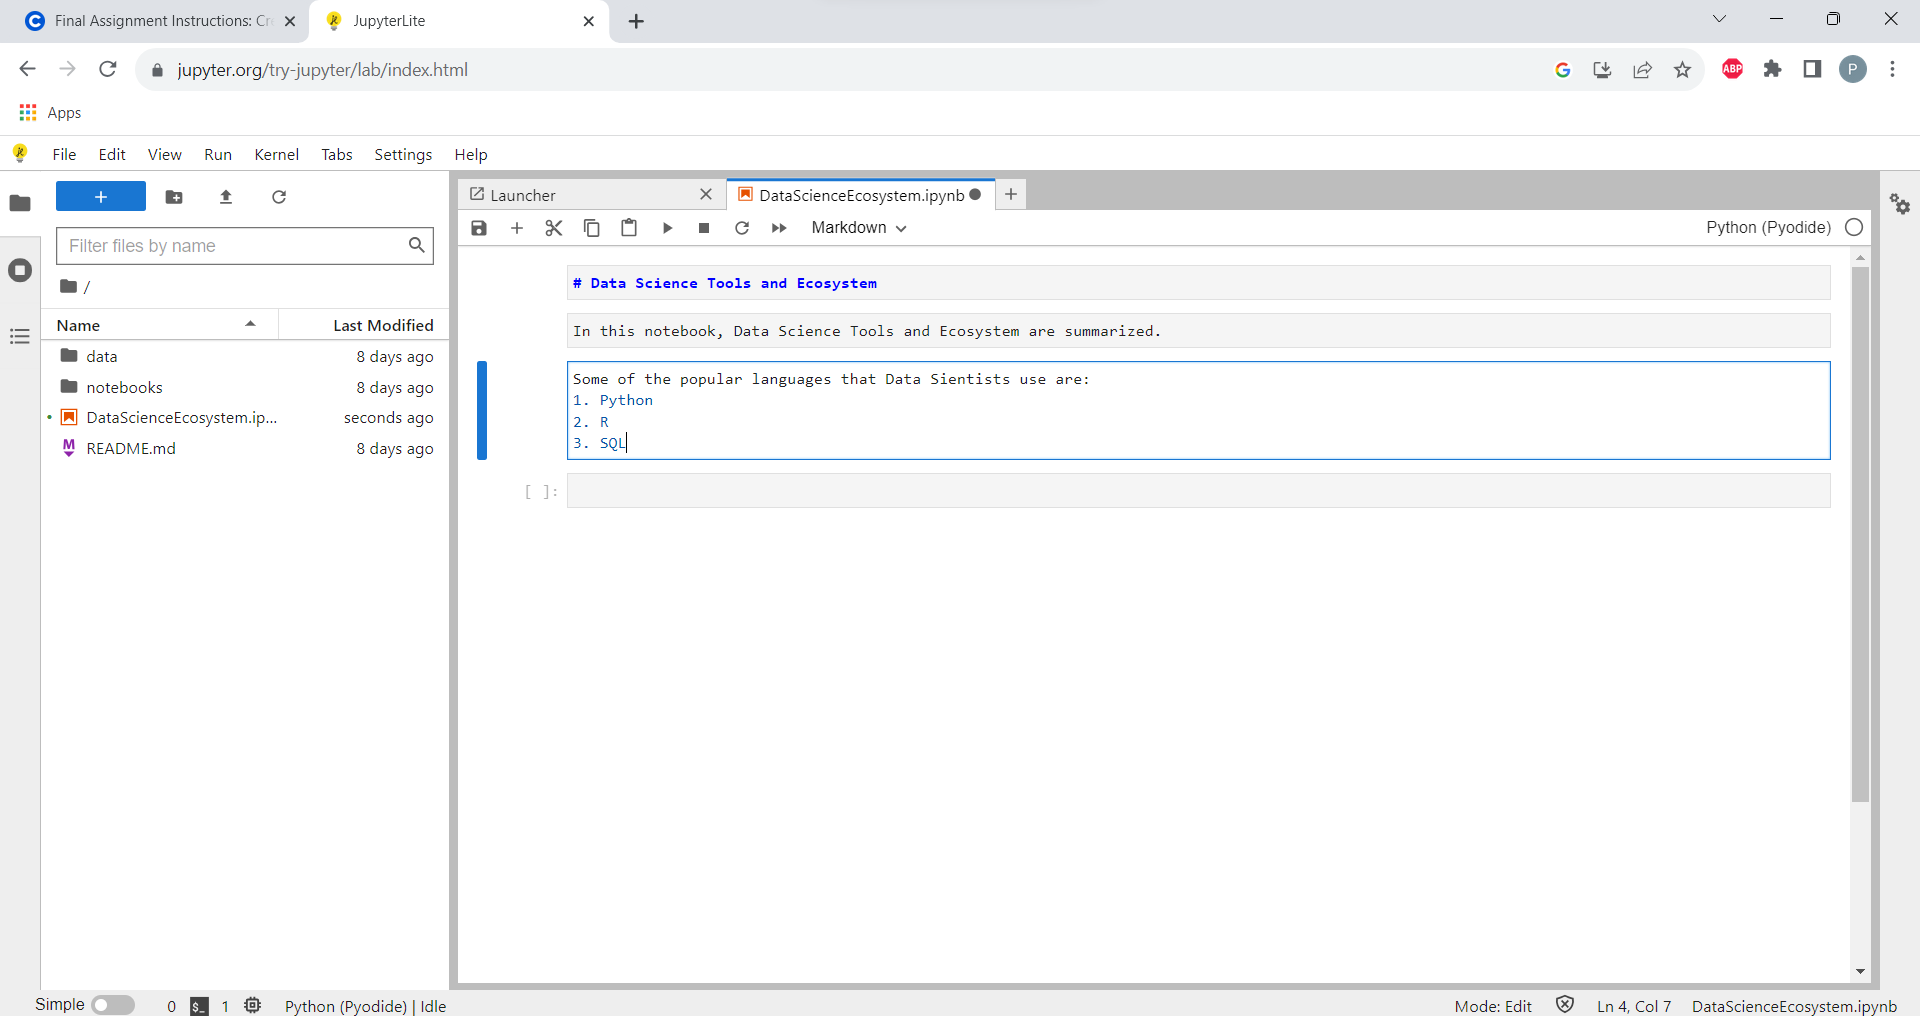 Final Assignment Instructions: Cr
JupyterLite
jupyter.org/try-jupyter/lab/index.html
ABP
P
Apps
File Edit View Run Kernel Tabs Settings Help
Launcher
DataScienceEcosystem.ipynb
Filter files by name
Markdown
Python (Pyodide)
/
Name Last Modified
data 8 days ago
notebooks 8 days ago
DataScienceEcosystem.ip... seconds ago
README.md 8 days ago
# Data Science Tools and Ecosystem
In this notebook, Data Science Tools and Ecosystem are summarized.
Some of the popular languages that Data Sientists use are:
1. Python
2. R
3. SQL
[ ]:
Simple 0 $_ 1 Python (Pyodide) | Idle
Mode: Edit Ln 4, Col 7 DataScienceEcosystem.ipynb